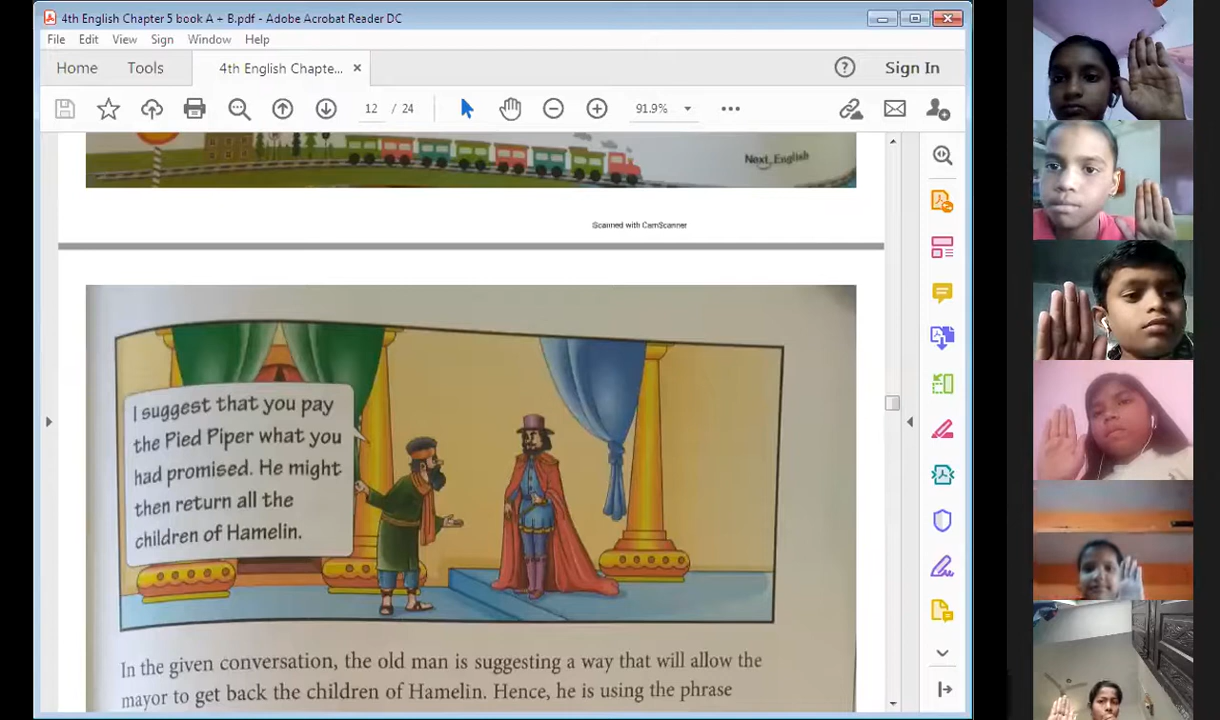 4th English Chapter 5 book A + B.pdf - Adobe Acrobat Reader DC
File Edit View Sign Window Help
Home Tools 4th English Chapte... Sign In
12 / 24 91.9%
Next English
Scanned with CamScanner
I suggest that you pay
the Pied Piper what you
had promised. He might
then return all the
children of Hamelin.
In the given conversation, the old man is suggesting a way that will allow the
mayor to get back the children of Hamelin. Hence, he is using the phrase